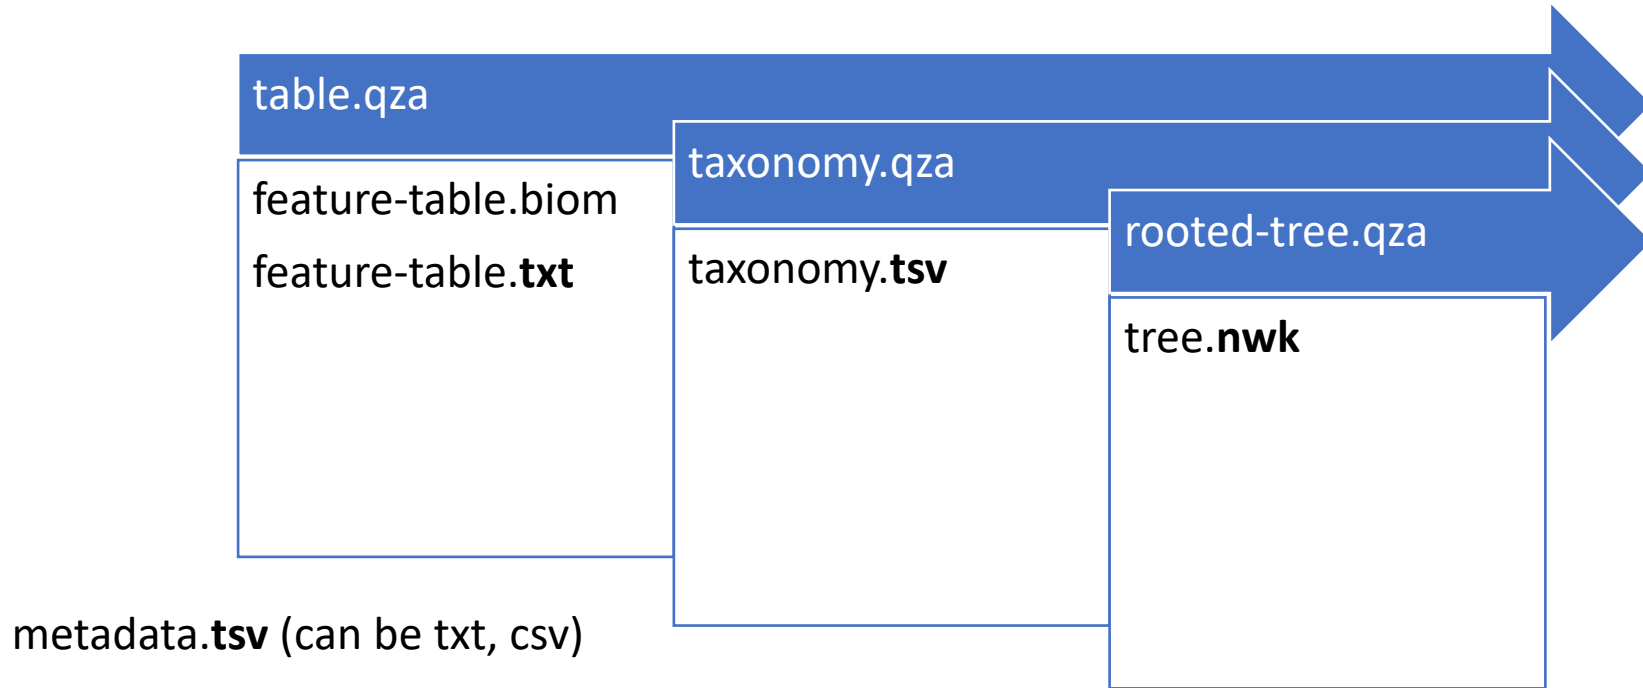 table.qza
feature-table.biom
feature-table.txt
taxonomy.qza
taxonomy.tsv
rooted-tree.qza
tree.nwk
metadata.tsv (can be txt, csv)